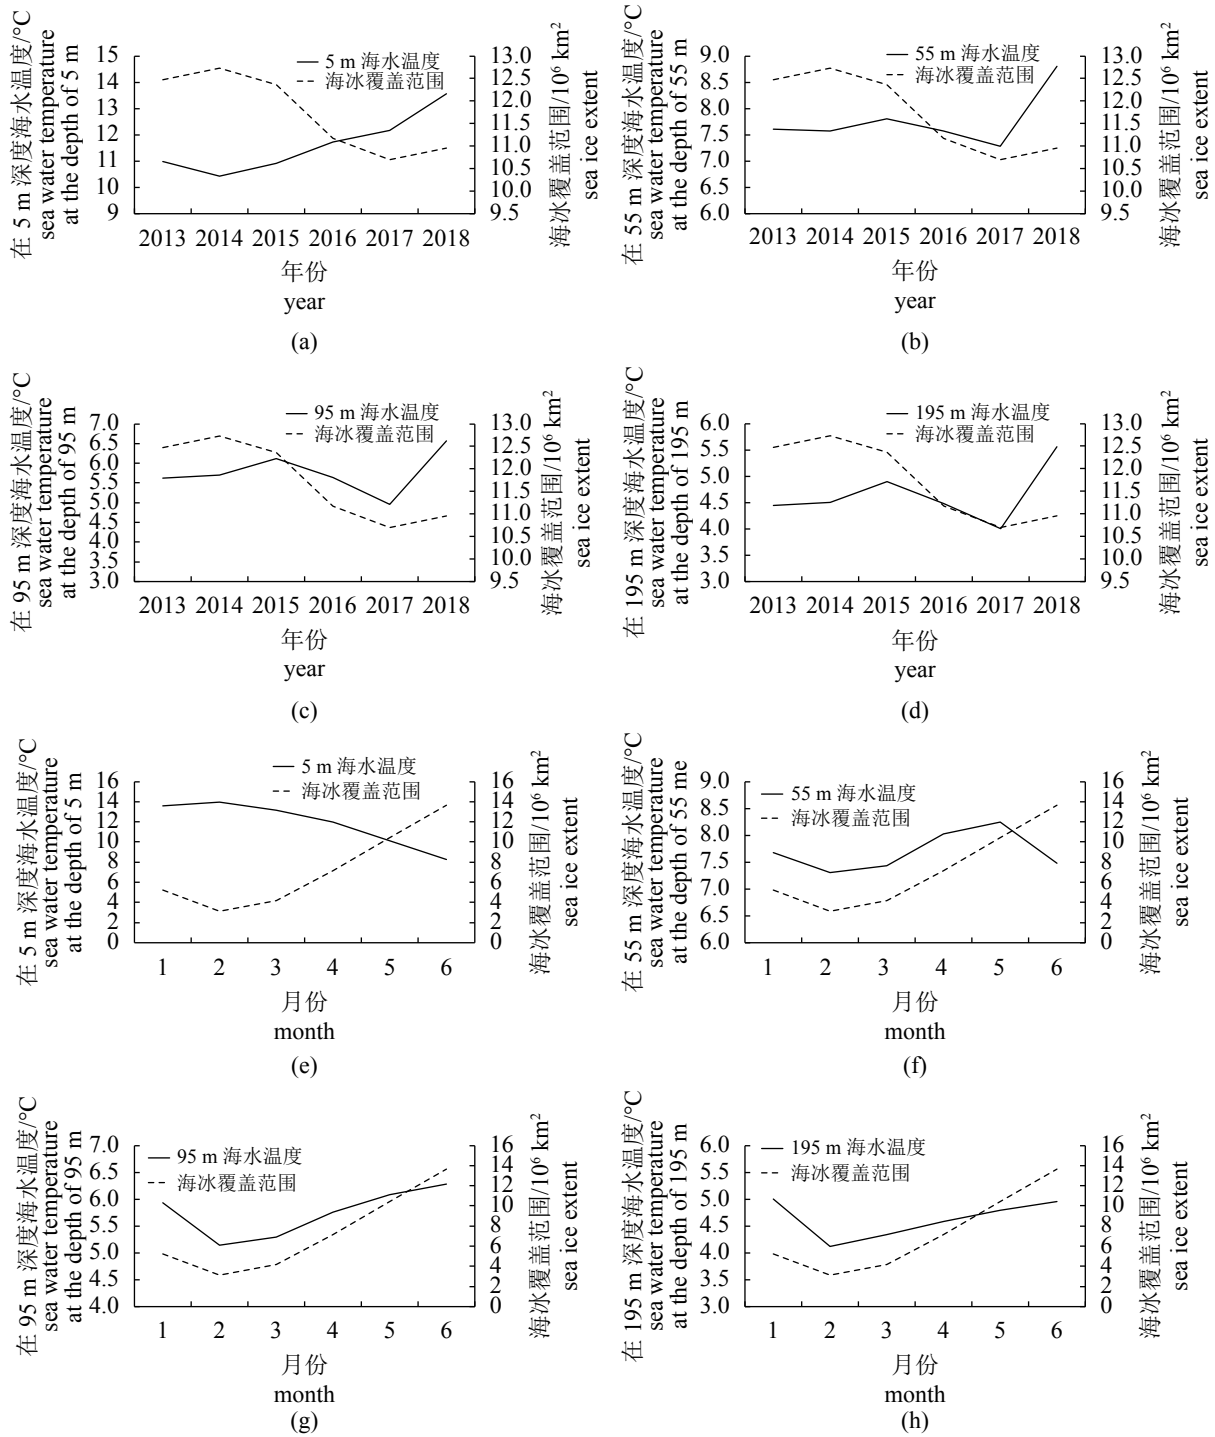 (a)
在 5 m 深度海水温度/°C
sea water temperature
at the depth of 5 m
15
14
13
12
11
10
9
5 m 海水温度
海冰覆盖范围
13.0
12.5
12.0
11.5
11.0
10.5
10.0
9.5
海冰覆盖范围/10⁶ km²
sea ice extent
2013 2014 2015 2016 2017 2018
年份
year
(a)
在 55 m 深度海水温度/°C
sea water temperature
at the depth of 55 m
9.0
8.5
8.0
7.5
7.0
6.5
6.0
55 m 海水温度
海冰覆盖范围
13.0
12.5
12.0
11.5
11.0
10.5
10.0
9.5
海冰覆盖范围/10⁶ km²
sea ice extent
2013 2014 2015 2016 2017 2018
年份
year
(b)
在 95 m 深度海水温度/°C
sea water temperature
at the depth of 95 m
7.0
6.5
6.0
5.5
5.0
4.5
4.0
3.5
3.0
95 m 海水温度
海冰覆盖范围
13.0
12.5
12.0
11.5
11.0
10.5
10.0
9.5
海冰覆盖范围/10⁶ km²
sea ice extent
2013 2014 2015 2016 2017 2018
年份
year
(c)
在 195 m 深度海水温度/°C
sea water temperature
at the depth of 195 m
6.0
5.5
5.0
4.5
4.0
3.5
3.0
195 m 海水温度
海冰覆盖范围
13.0
12.5
12.0
11.5
11.0
10.5
10.0
9.5
海冰覆盖范围/10⁶ km²
sea ice extent
2013 2014 2015 2016 2017 2018
年份
year
(d)
在 5 m 深度海水温度/°C
sea water temperature
at the depth of 5 m
16
14
12
10
8
6
4
2
0
5 m 海水温度
海冰覆盖范围
16
14
12
10
8
6
4
2
0
海冰覆盖范围/10⁶ km²
sea ice extent
1 2 3 4 5 6
月份
month
(e)
在 55 m 深度海水温度/°C
sea water temperature
at the depth of 55 me
9.0
8.5
8.0
7.5
7.0
6.5
6.0
55 m 海水温度
海冰覆盖范围
16
14
12
10
8
6
4
2
0
海冰覆盖范围/10⁶ km²
sea ice extent
1 2 3 4 5 6
月份
month
(f)
在 95 m 深度海水温度/°C
sea water temperature
at the depth of 95 m
7.0
6.5
6.0
5.5
5.0
4.5
4.0
95 m 海水温度
海冰覆盖范围
16
14
12
10
8
6
4
2
0
海冰覆盖范围/10⁶ km²
sea ice extent
1 2 3 4 5 6
月份
month
(g)
在 195 m 深度海水温度/°C
sea water temperature
at the depth of 195 m
6.0
5.5
5.0
4.5
4.0
3.5
3.0
195 m 海水温度
海冰覆盖范围
16
14
12
10
8
6
4
2
0
海冰覆盖范围/10⁶ km²
sea ice extent
1 2 3 4 5 6
月份
month
(h)